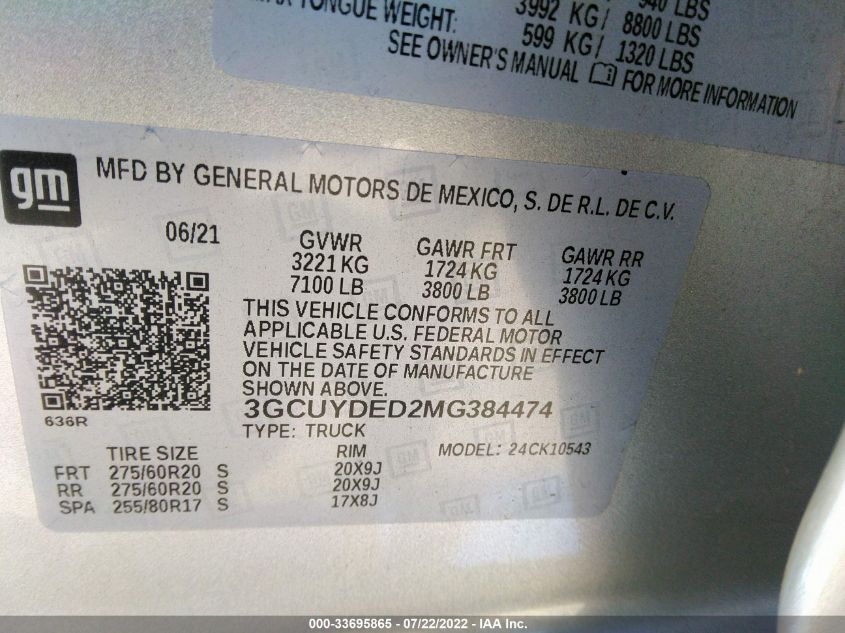 940 LBS
3992 KG/ 8800 LBS
TONGUE WEIGHT: 599 KG/ 1320 LBS
SEE OWNER'S MANUAL FOR MORE INFORMATION
gm
MFD BY GENERAL MOTORS DE MEXICO, S. DE R.L. DE C.V.
06/21 GVWR GAWR FRT GAWR RR
3221 KG 1724 KG 1724 KG
7100 LB 3800 LB 3800 LB
THIS VEHICLE CONFORMS TO ALL
APPLICABLE U.S. FEDERAL MOTOR
VEHICLE SAFETY STANDARDS IN EFFECT
ON THE DATE OF MANUFACTURE
SHOWN ABOVE.
3GCUYDED2MG384474
636R
TYPE: TRUCK MODEL: 24CK10543
TIRE SIZE RIM
FRT 275/60R20 S 20X9J
RR 275/60R20 S 20X9J
SPA 255/80R17 S 17X8J
000-33695865 - 07/22/2022 - IAA Inc.